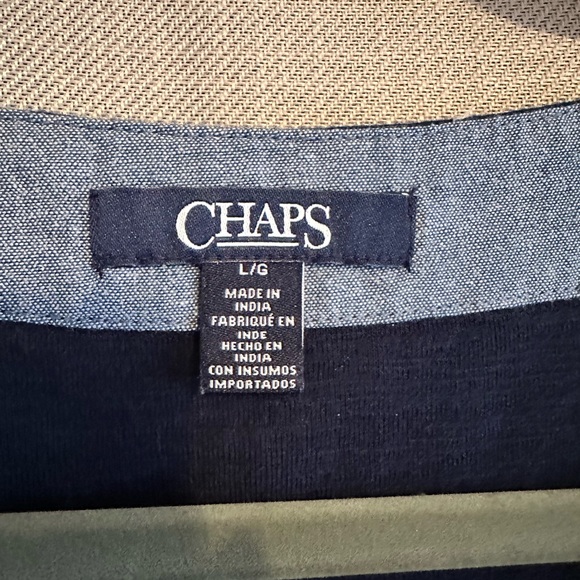 CHAPS
L/G
MADE IN
INDIA
FABRIQUÉ EN
INDE
HECHO EN
INDIA
CON INSUMOS
IMPORTADOS